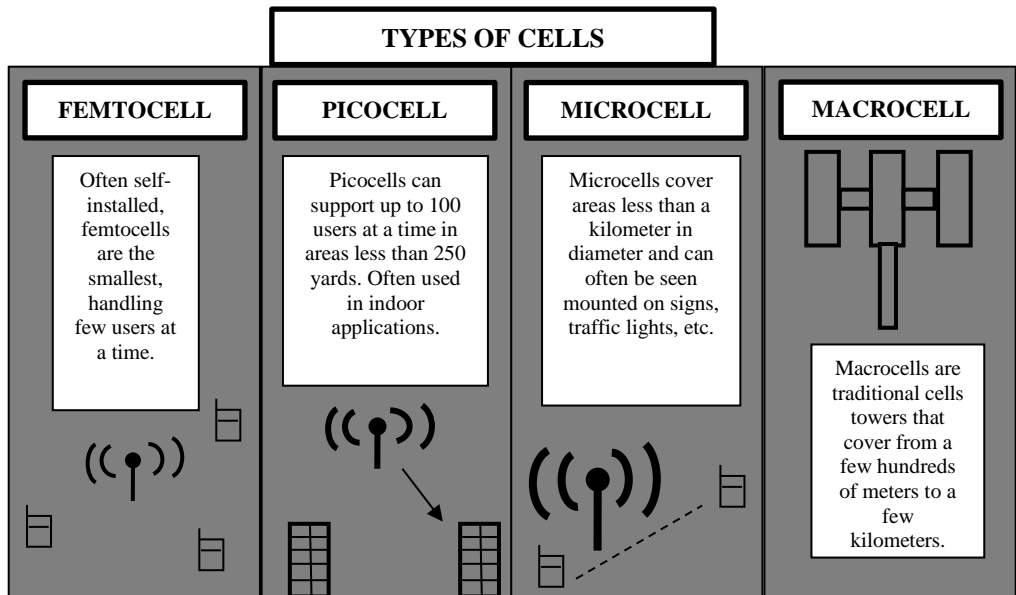 TYPES OF CELLS
FEMTOCELL
Often self-
installed,
femtocells
are the
smallest,
handling
few users at
a time.
PICOCELL
Picocells can
support up to 100
users at a time in
areas less than 250
yards. Often used
in indoor
applications.
MICROCELL
Microcells cover
areas less than a
kilometer in
diameter and can
often be seen
mounted on signs,
traffic lights, etc.
MACROCELL
Macrocells are
traditional cells
towers that
cover from a
few hundreds
of meters to a
few
kilometers.